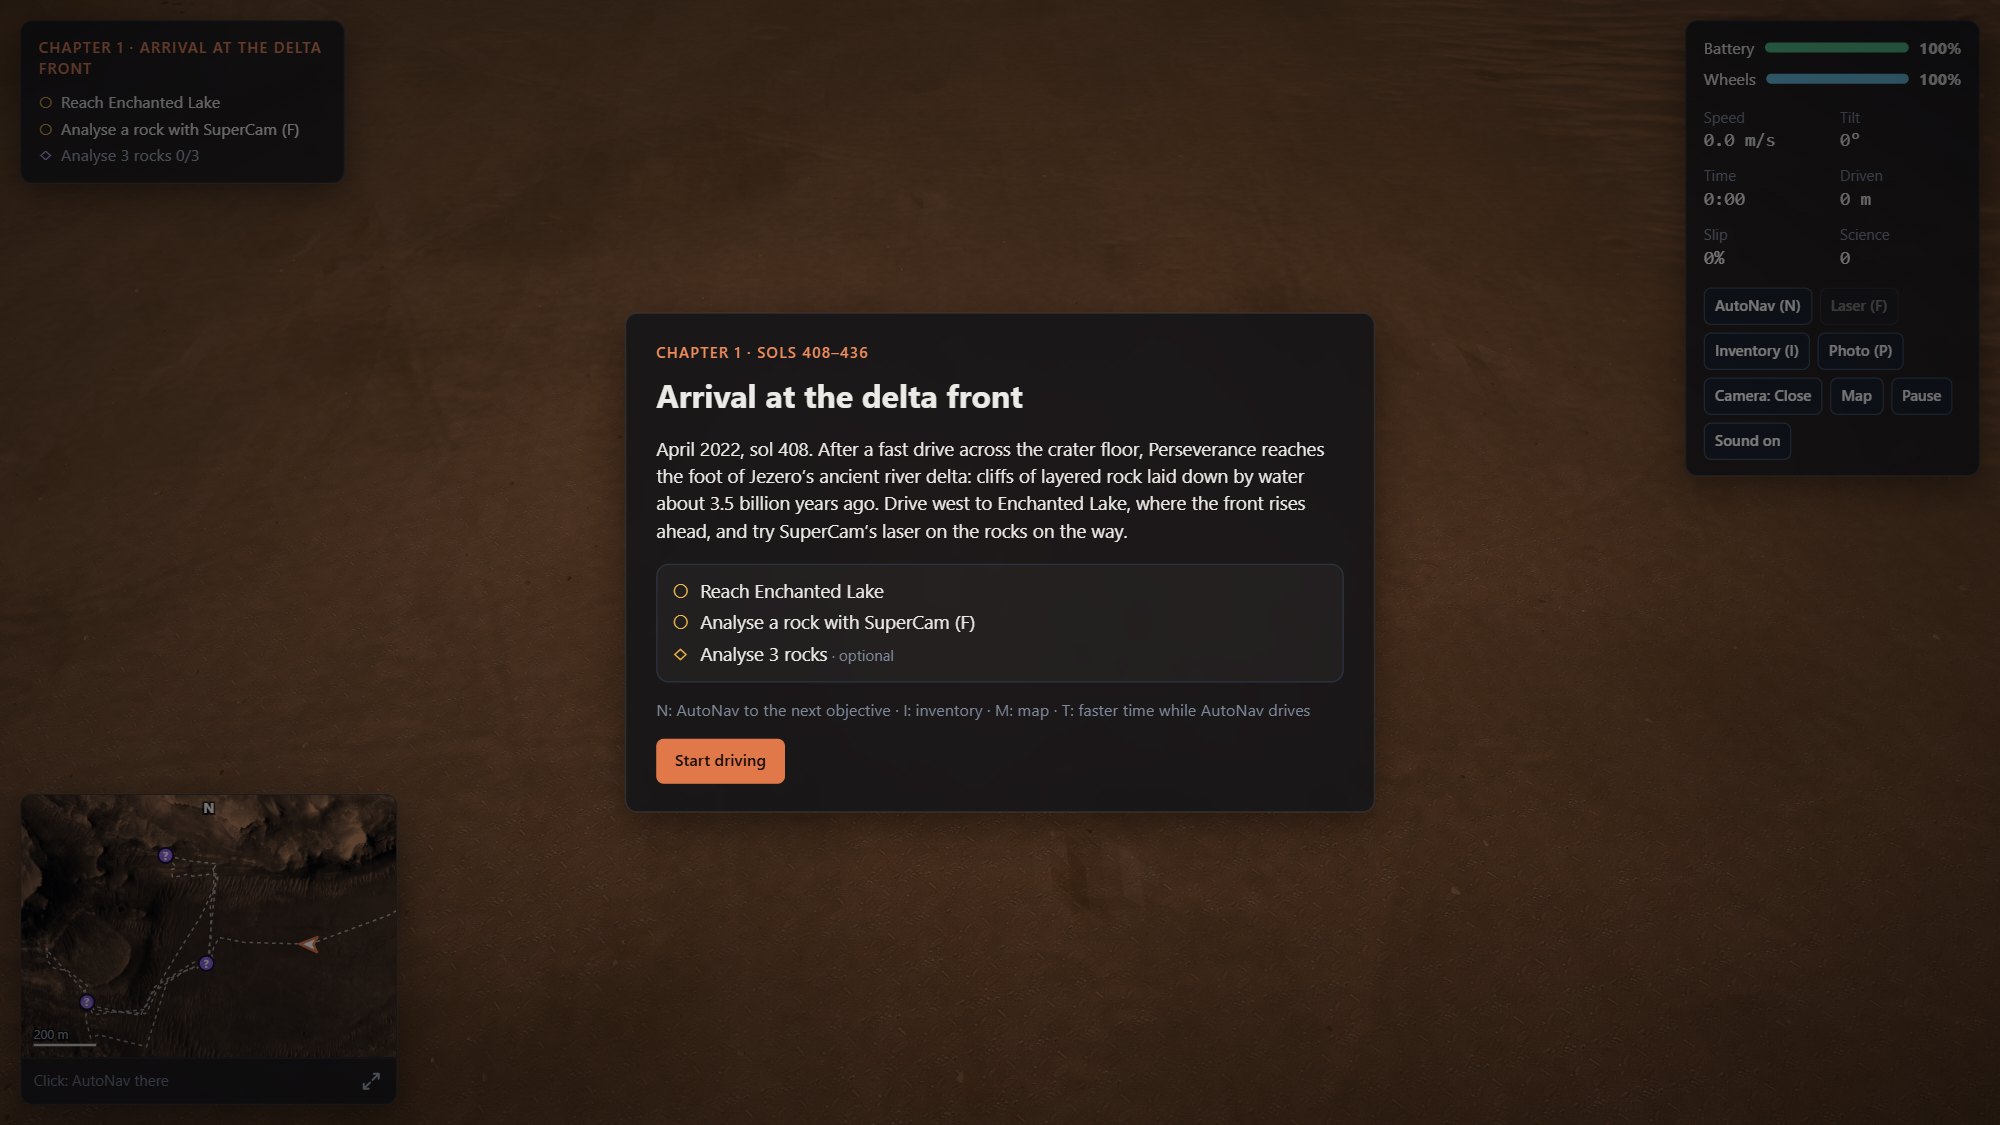 CHAPTER 1 · ARRIVAL AT THE DELTA
FRONT
Reach Enchanted Lake
Analyse a rock with SuperCam (F)
Analyse 3 rocks 0/3
Battery 100%
Wheels 100%
Speed Tilt
0.0 m/s 0°
Time Driven
0:00 0 m
Slip Science
0% 0
AutoNav (N) Laser (F)
Inventory (I) Photo (P)
Camera: Close Map Pause
Sound on
CHAPTER 1 · SOLS 408–436
Arrival at the delta front
April 2022, sol 408. After a fast drive across the crater floor, Perseverance reaches
the foot of Jezero’s ancient river delta: cliffs of layered rock laid down by water
about 3.5 billion years ago. Drive west to Enchanted Lake, where the front rises
ahead, and try SuperCam’s laser on the rocks on the way.
Reach Enchanted Lake
Analyse a rock with SuperCam (F)
Analyse 3 rocks · optional
N: AutoNav to the next objective · I: inventory · M: map · T: faster time while AutoNav drives
Start driving
N
?
?
?
200 m
Click: AutoNav there